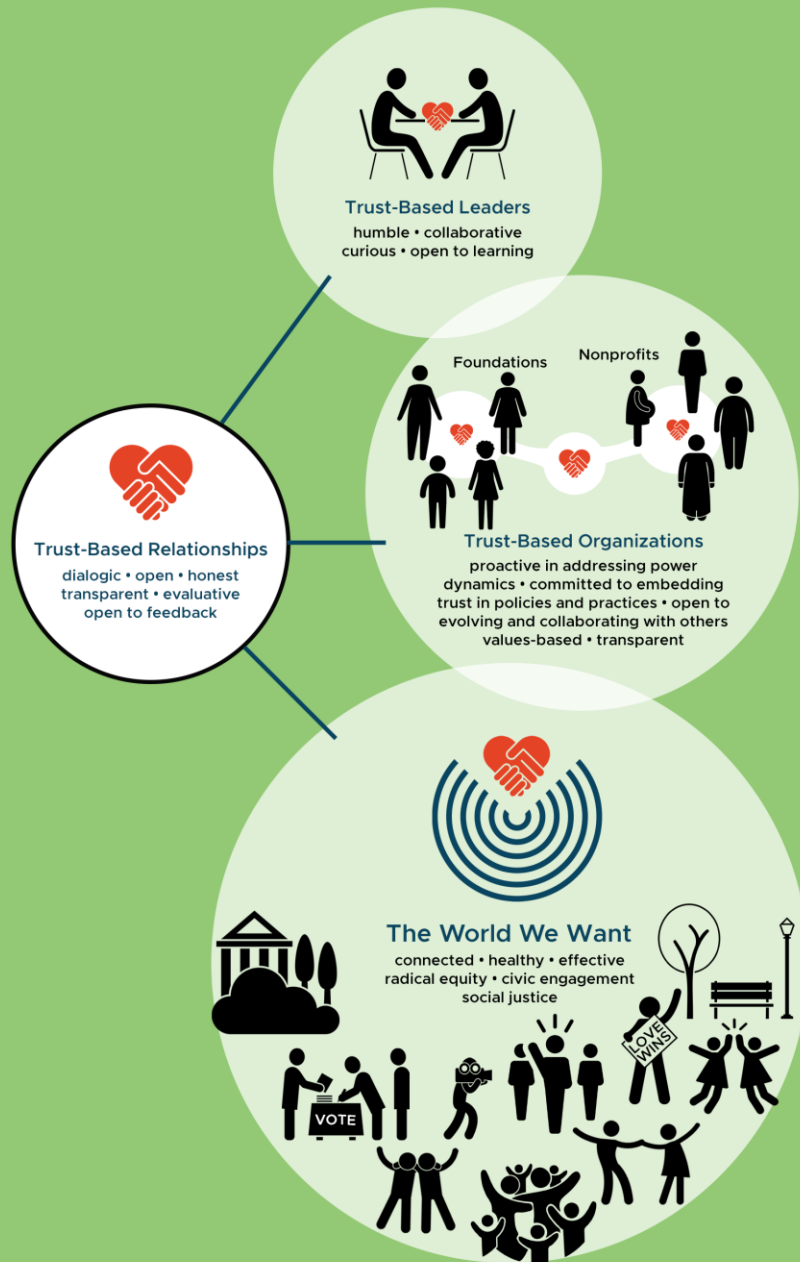 Trust-Based Leaders
humble • collaborative
curious • open to learning
Foundations
Nonprofits
Trust-Based Relationships
dialogic • open • honest
transparent • evaluative
open to feedback
Trust-Based Organizations
proactive in addressing power
dynamics • committed to embedding
trust in policies and practices • open to
evolving and collaborating with others
values-based • transparent
The World We Want
connected • healthy • effective
radical equity • civic engagement
social justice
LOVE
WINS
VOTE